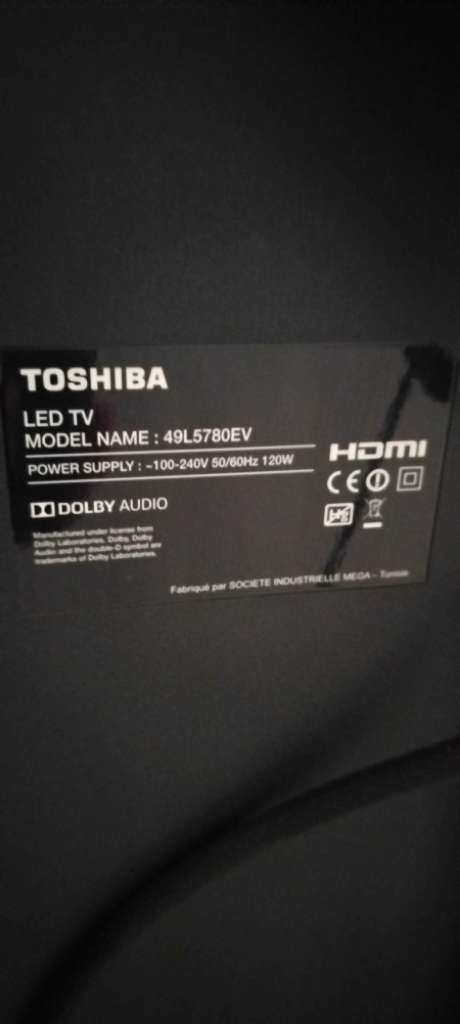 TOSHIBA
LED TV
MODEL NAME : 49L5780EV
POWER SUPPLY : ~100-240V 50/60Hz 120W
HDMI
CE
DOLBY AUDIO
Manufactured under license from
Dolby Laboratories. Dolby, Dolby
Audio and the double-D symbol are
trademarks of Dolby Laboratories.
Fabriqué par SOCIETE INDUSTRIELLE MEGA – Tunisie